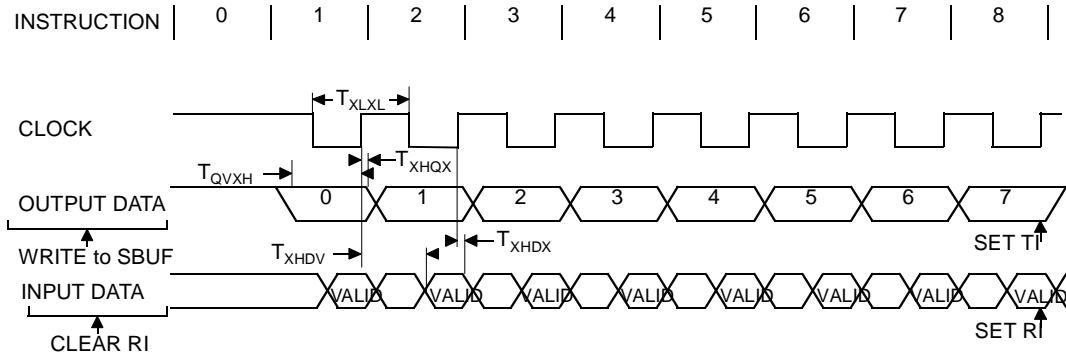 INSTRUCTION 0 1 2 3 4 5 6 7 8
TXLXL
CLOCK
TXHQX
TQVXH
OUTPUT DATA 0 1 2 3 4 5 6 7
WRITE to SBUF TXHDV TXHDX SET TI
INPUT DATA VALID VALID VALID VALID VALID VALID VALID VALID
CLEAR RI SET RI